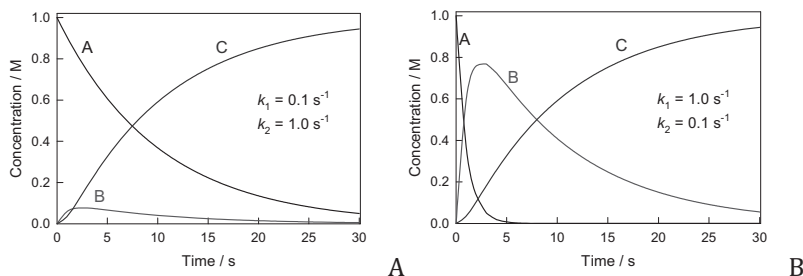 Concentration / M
1.0
0.8
0.6
0.4
0.2
0.0
A
C
B
k₁ = 0.1 s⁻¹
k₂ = 1.0 s⁻¹
0 5 10 15 20 25 30
Time / s
A
Concentration / M
1.0
0.8
0.6
0.4
0.2
0.0
A
B
C
k₁ = 1.0 s⁻¹
k₂ = 0.1 s⁻¹
0 5 10 15 20 25 30
Time / s
B